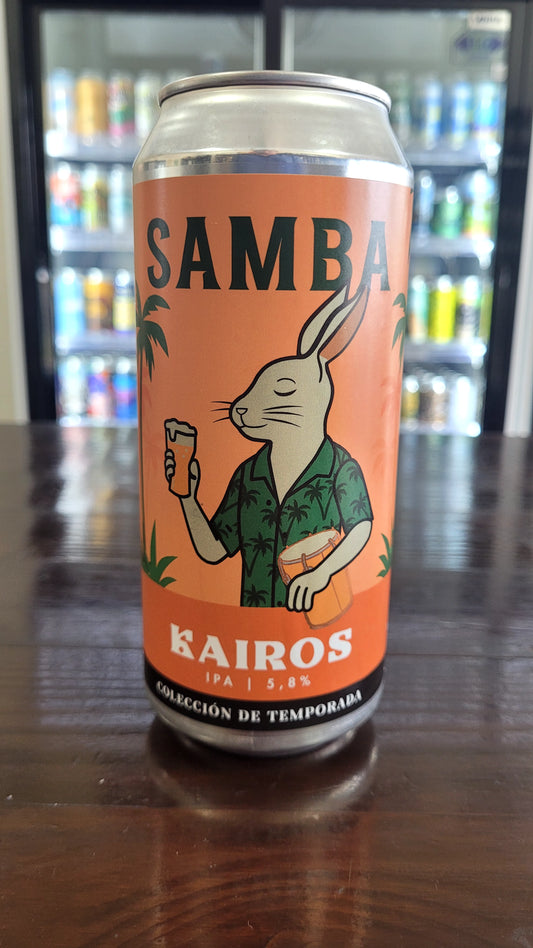 SAMBA
KAIROS
IPA | 5,8%
COLECCIÓN DE TEMPORADA